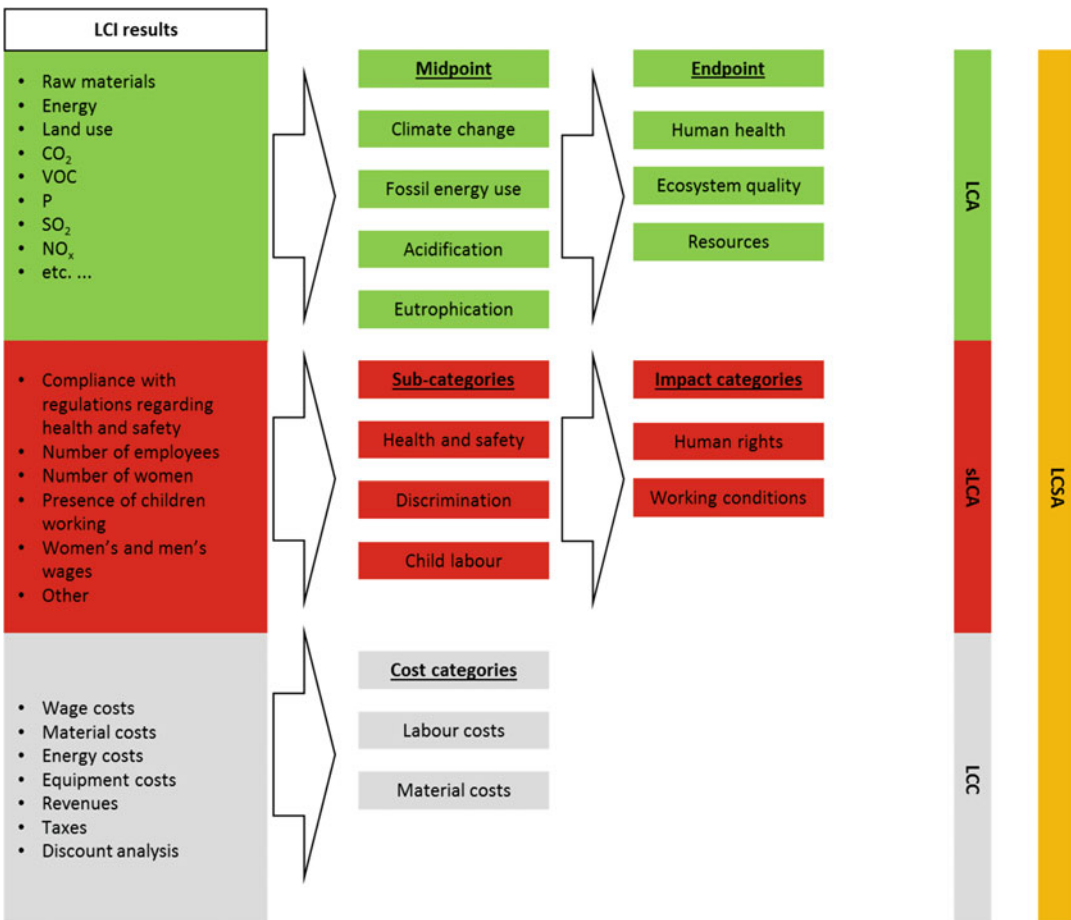 LCI results
• Raw materials
• Energy
• Land use
• CO₂
• VOC
• P
• SO₂
• NOₓ
• etc. ...
Midpoint
Climate change
Fossil energy use
Acidification
Eutrophication
Endpoint
Human health
Ecosystem quality
Resources
LCA
• Compliance with
regulations regarding
health and safety
• Number of employees
• Number of women
• Presence of children
working
• Women's and men's
wages
• Other
Sub-categories
Health and safety
Discrimination
Child labour
Impact categories
Human rights
Working conditions
sLCA
• Wage costs
• Material costs
• Energy costs
• Equipment costs
• Revenues
• Taxes
• Discount analysis
Cost categories
Labour costs
Material costs
LCC
LCSA